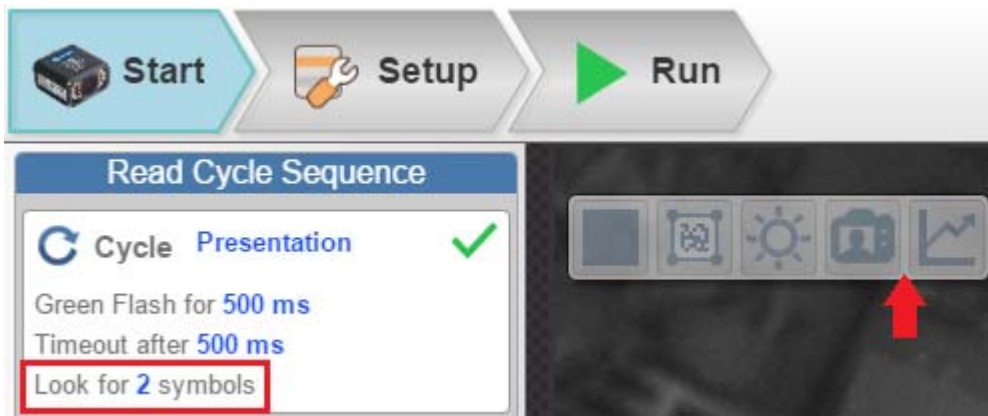 Start
Setup
Run
Read Cycle Sequence
Cycle Presentation
Green Flash for 500 ms
Timeout after 500 ms
Look for 2 symbols